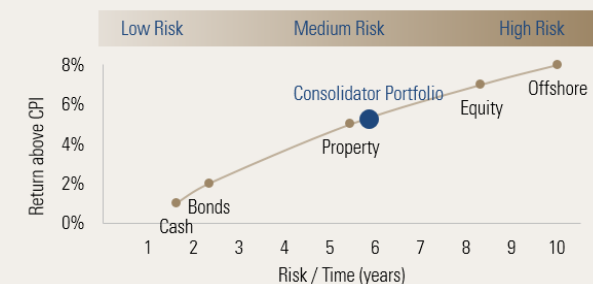 Low Risk Medium Risk High Risk
8%
6%
4%
2%
0%
Return above CPI
Consolidator Portfolio
Offshore
Equity
Property
Bonds
Cash
1 2 3 4 5 6 7 8 9 10
Risk / Time (years)